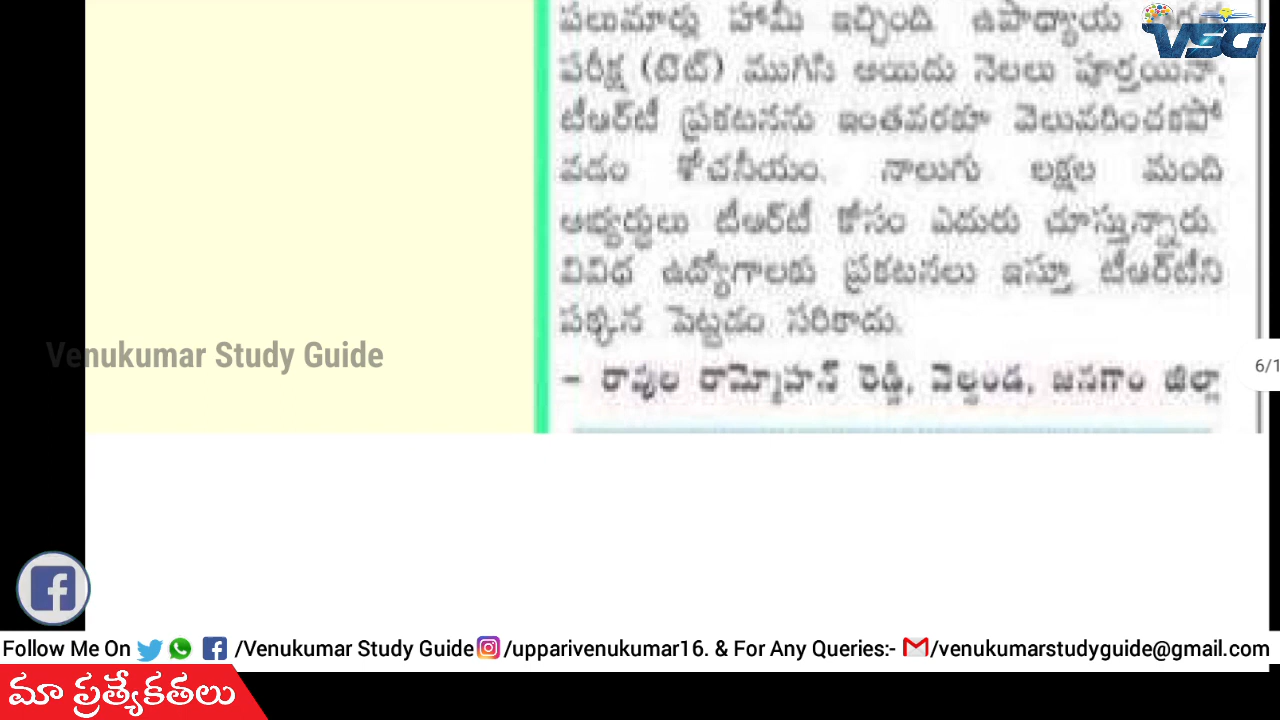 పలుమార్లు హామీ ఇచ్చింది. ఉపాధ్యాయ
VSG
పరీక్ష (టెట్) ముగిసి అయిదు నెలలు పూర్తయినా,
టీఆర్‌టీ ప్రకటనను ఇంతవరకూ వెలువరించకపో
వడం శోచనీయం. నాలుగు లక్షల మంది
అభ్యర్థులు టీఆర్‌టీ కోసం ఎదురు చూస్తున్నారు.
వివిధ ఉద్యోగాలకు ప్రకటనలు ఇస్తూ టీఆర్‌టీని
పక్కన పెట్టడం సరికాదు.
– రావుల రామ్మోహన్ రెడ్డి, వెల్దండ, జనగాం జిల్లా
Venukumar Study Guide
6/1
Follow Me On /Venukumar Study Guide /upparivenukumar16. & For Any Queries:- /venukumarstudyguide@gmail.com
మా ప్రత్యేకతలు